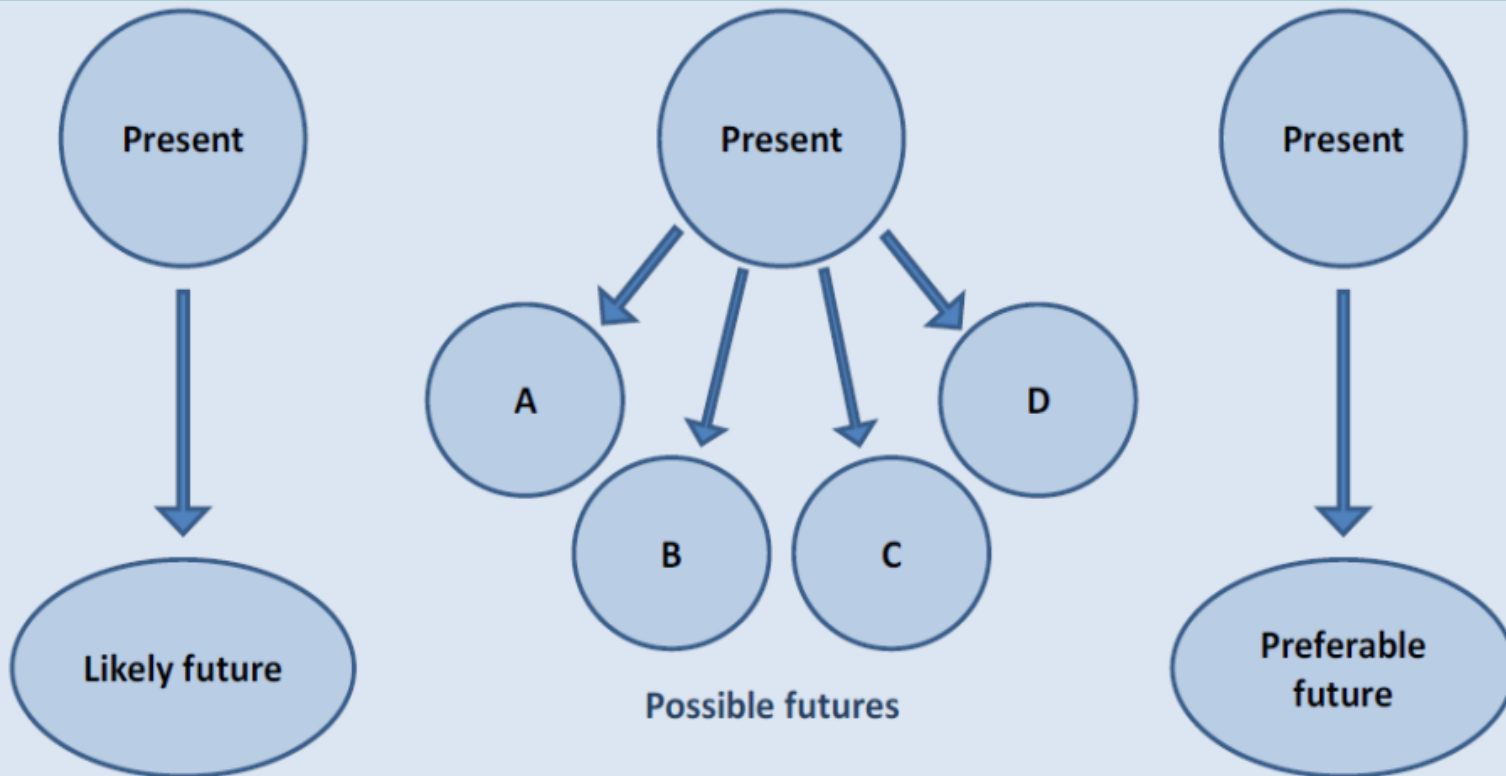 Present
Present
Present
A
D
B
C
Likely future
Preferable
future
Possible futures